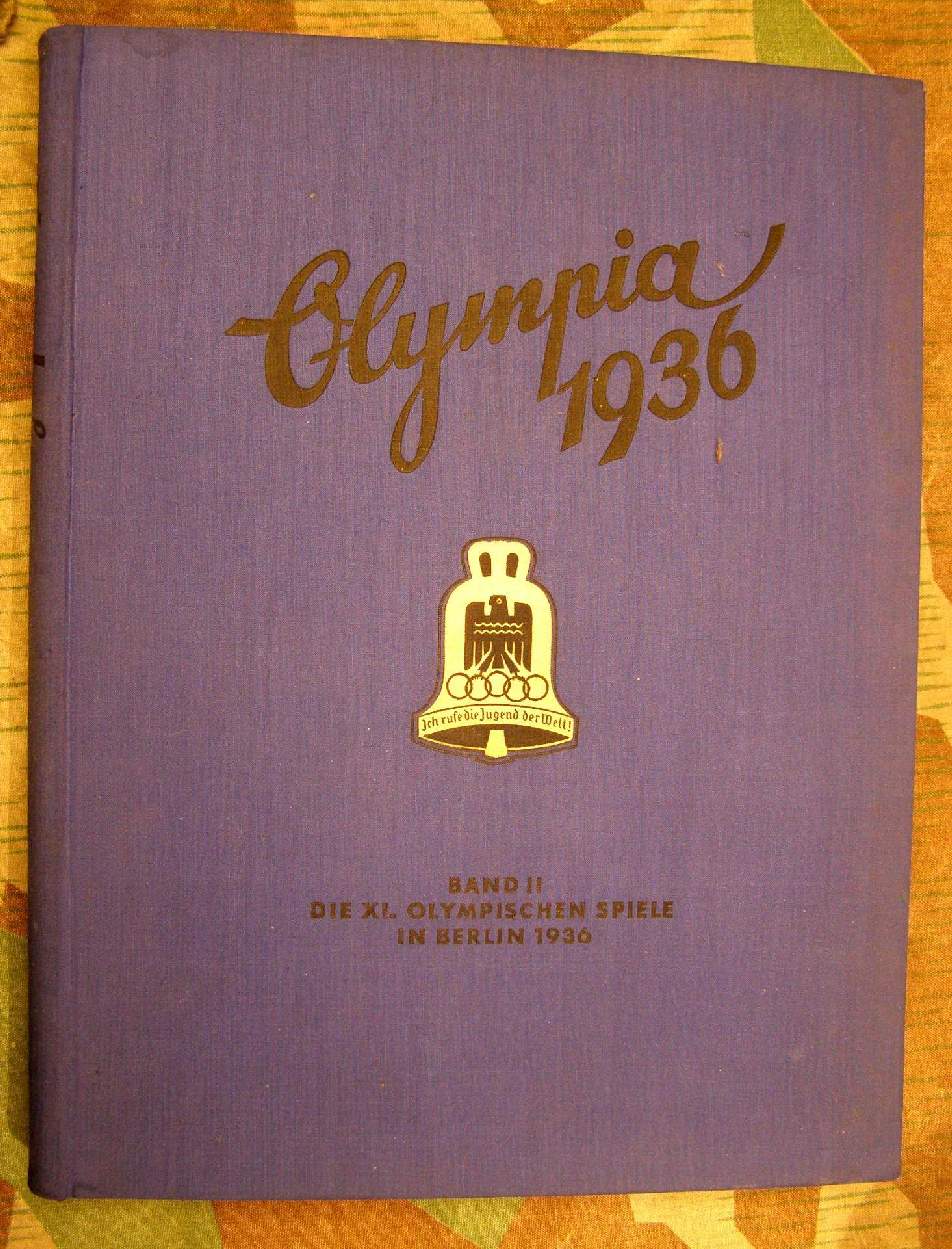 Olympia
1936
Ich rufe die Jugend der Welt!
BAND II
DIE XI. OLYMPISCHEN SPIELE
IN BERLIN 1936